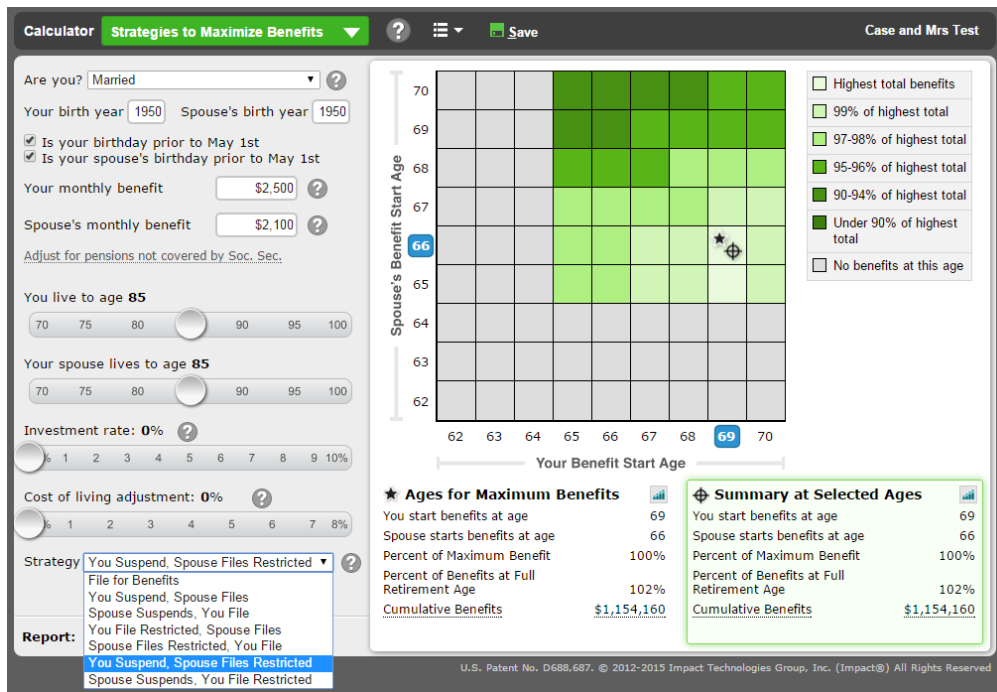 Calculator Strategies to Maximize Benefits ? Save Case and Mrs Test
Are you? Married ?
Your birth year 1950 Spouse's birth year 1950
Is your birthday prior to May 1st
Is your spouse's birthday prior to May 1st
Your monthly benefit $2,500 ?
Spouse's monthly benefit $2,100 ?
Adjust for pensions not covered by Soc. Sec.
You live to age 85
70 75 80 90 95 100
Your spouse lives to age 85
70 75 80 90 95 100
Investment rate: 0% ?
% 1 2 3 4 5 6 7 8 9 10%
Cost of living adjustment: 0% ?
% 1 2 3 4 5 6 7 8%
Strategy You Suspend, Spouse Files Restricted ?
File for Benefits
You Suspend, Spouse Files
Spouse Suspends, You File
You File Restricted, Spouse Files
Spouse Files Restricted, You File
You Suspend, Spouse Files Restricted
Spouse Suspends, You File Restricted
Report:
Spouse's Benefit Start Age
70
69
68
67
66
65
64
63
62
62 63 64 65 66 67 68 69 70
Your Benefit Start Age
Highest total benefits
99% of highest total
97-98% of highest total
95-96% of highest total
90-94% of highest total
Under 90% of highest
total
No benefits at this age
Ages for Maximum Benefits
You start benefits at age 69
Spouse starts benefits at age 66
Percent of Maximum Benefit 100%
Percent of Benefits at Full
Retirement Age 102%
Cumulative Benefits $1,154,160
Summary at Selected Ages
You start benefits at age 69
Spouse starts benefits at age 66
Percent of Maximum Benefit 100%
Percent of Benefits at Full
Retirement Age 102%
Cumulative Benefits $1,154,160
U.S. Patent No. D688,687. © 2012-2015 Impact Technologies Group, Inc. (Impact®) All Rights Reserved